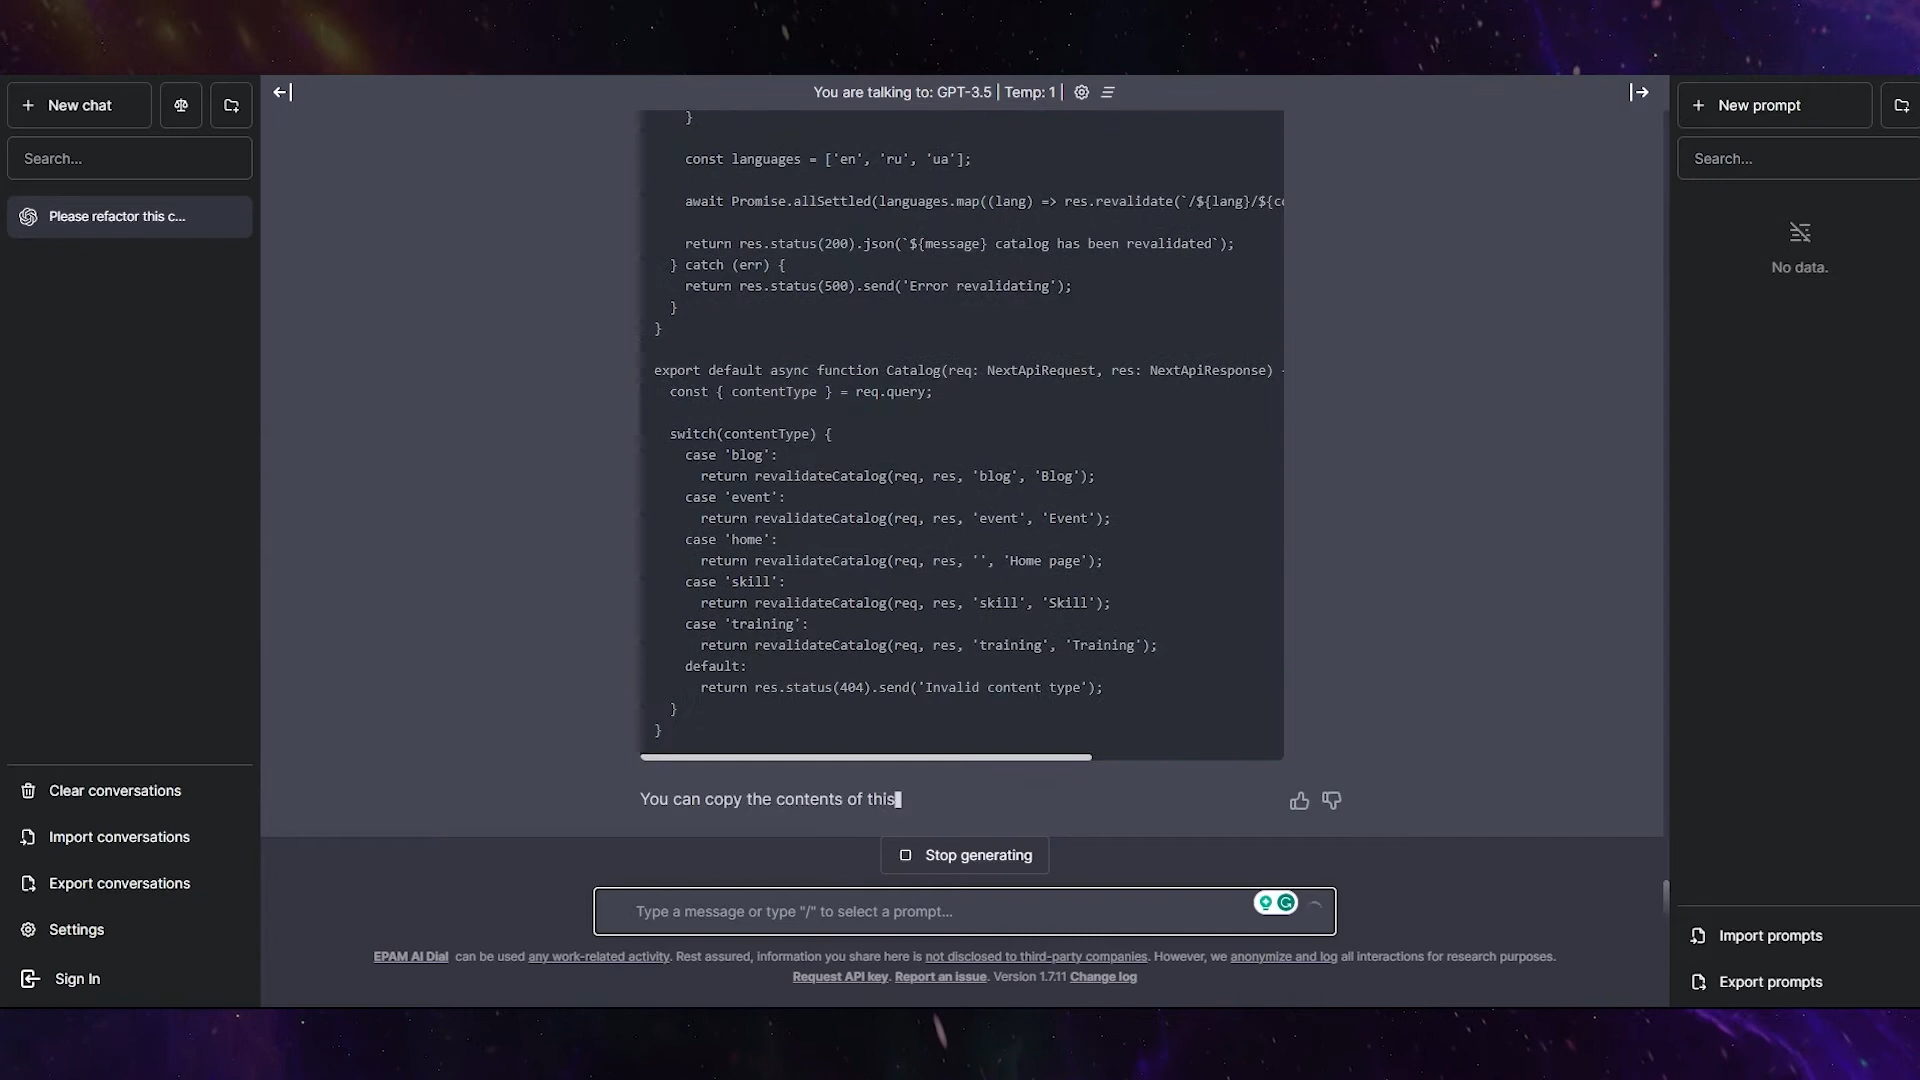 New chat
Search...
Please refactor this c...
Clear conversations
Import conversations
Export conversations
Settings
Sign In
You are talking to: GPT-3.5 | Temp: 1 |
}
const languages = ['en', 'ru', 'ua'];
await Promise.allSettled(languages.map((lang) => res.revalidate(`/${lang}/${c
return res.status(200).json(`${message} catalog has been revalidated`);
} catch (err) {
return res.status(500).send('Error revalidating');
}
}
export default async function Catalog(req: NextApiRequest, res: NextApiResponse)
const { contentType } = req.query;
switch(contentType) {
case 'blog':
return revalidateCatalog(req, res, 'blog', 'Blog');
case 'event':
return revalidateCatalog(req, res, 'event', 'Event');
case 'home':
return revalidateCatalog(req, res, '', 'Home page');
case 'skill':
return revalidateCatalog(req, res, 'skill', 'Skill');
case 'training':
return revalidateCatalog(req, res, 'training', 'Training');
default:
return res.status(404).send('Invalid content type');
}
}
You can copy the contents of this
Stop generating
Type a message or type "/" to select a prompt...
EPAM AI Dial can be used any work-related activity. Rest assured, information you share here is not disclosed to third-party companies. However, we anonymize and log all interactions for research purposes.
Request API key. Report an issue. Version 1.7.11 Change log
New prompt
Search...
No data.
Import prompts
Export prompts